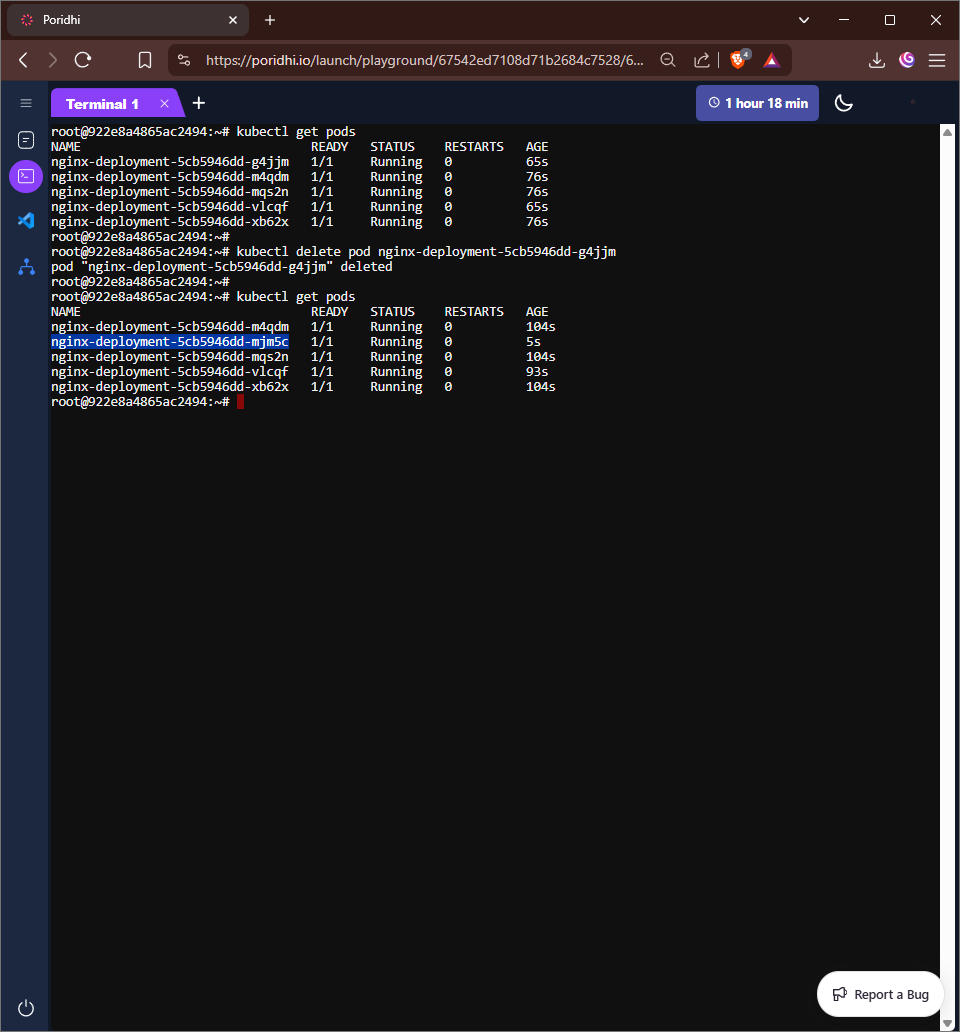 Poridhi
https://poridhi.io/launch/playground/67542ed7108d71b2684c7528/6...
4
Terminal 1
1 hour 18 min
root@922e8a4865ac2494:~# kubectl get pods
NAME READY STATUS RESTARTS AGE
nginx-deployment-5cb5946dd-g4jjm 1/1 Running 0 65s
nginx-deployment-5cb5946dd-m4qdm 1/1 Running 0 76s
nginx-deployment-5cb5946dd-mqs2n 1/1 Running 0 76s
nginx-deployment-5cb5946dd-vlcqf 1/1 Running 0 65s
nginx-deployment-5cb5946dd-xb62x 1/1 Running 0 76s
root@922e8a4865ac2494:~#
root@922e8a4865ac2494:~# kubectl delete pod nginx-deployment-5cb5946dd-g4jjm
pod "nginx-deployment-5cb5946dd-g4jjm" deleted
root@922e8a4865ac2494:~#
root@922e8a4865ac2494:~# kubectl get pods
NAME READY STATUS RESTARTS AGE
nginx-deployment-5cb5946dd-m4qdm 1/1 Running 0 104s
nginx-deployment-5cb5946dd-mjm5c 1/1 Running 0 5s
nginx-deployment-5cb5946dd-mqs2n 1/1 Running 0 104s
nginx-deployment-5cb5946dd-vlcqf 1/1 Running 0 93s
nginx-deployment-5cb5946dd-xb62x 1/1 Running 0 104s
root@922e8a4865ac2494:~#
Report a Bug